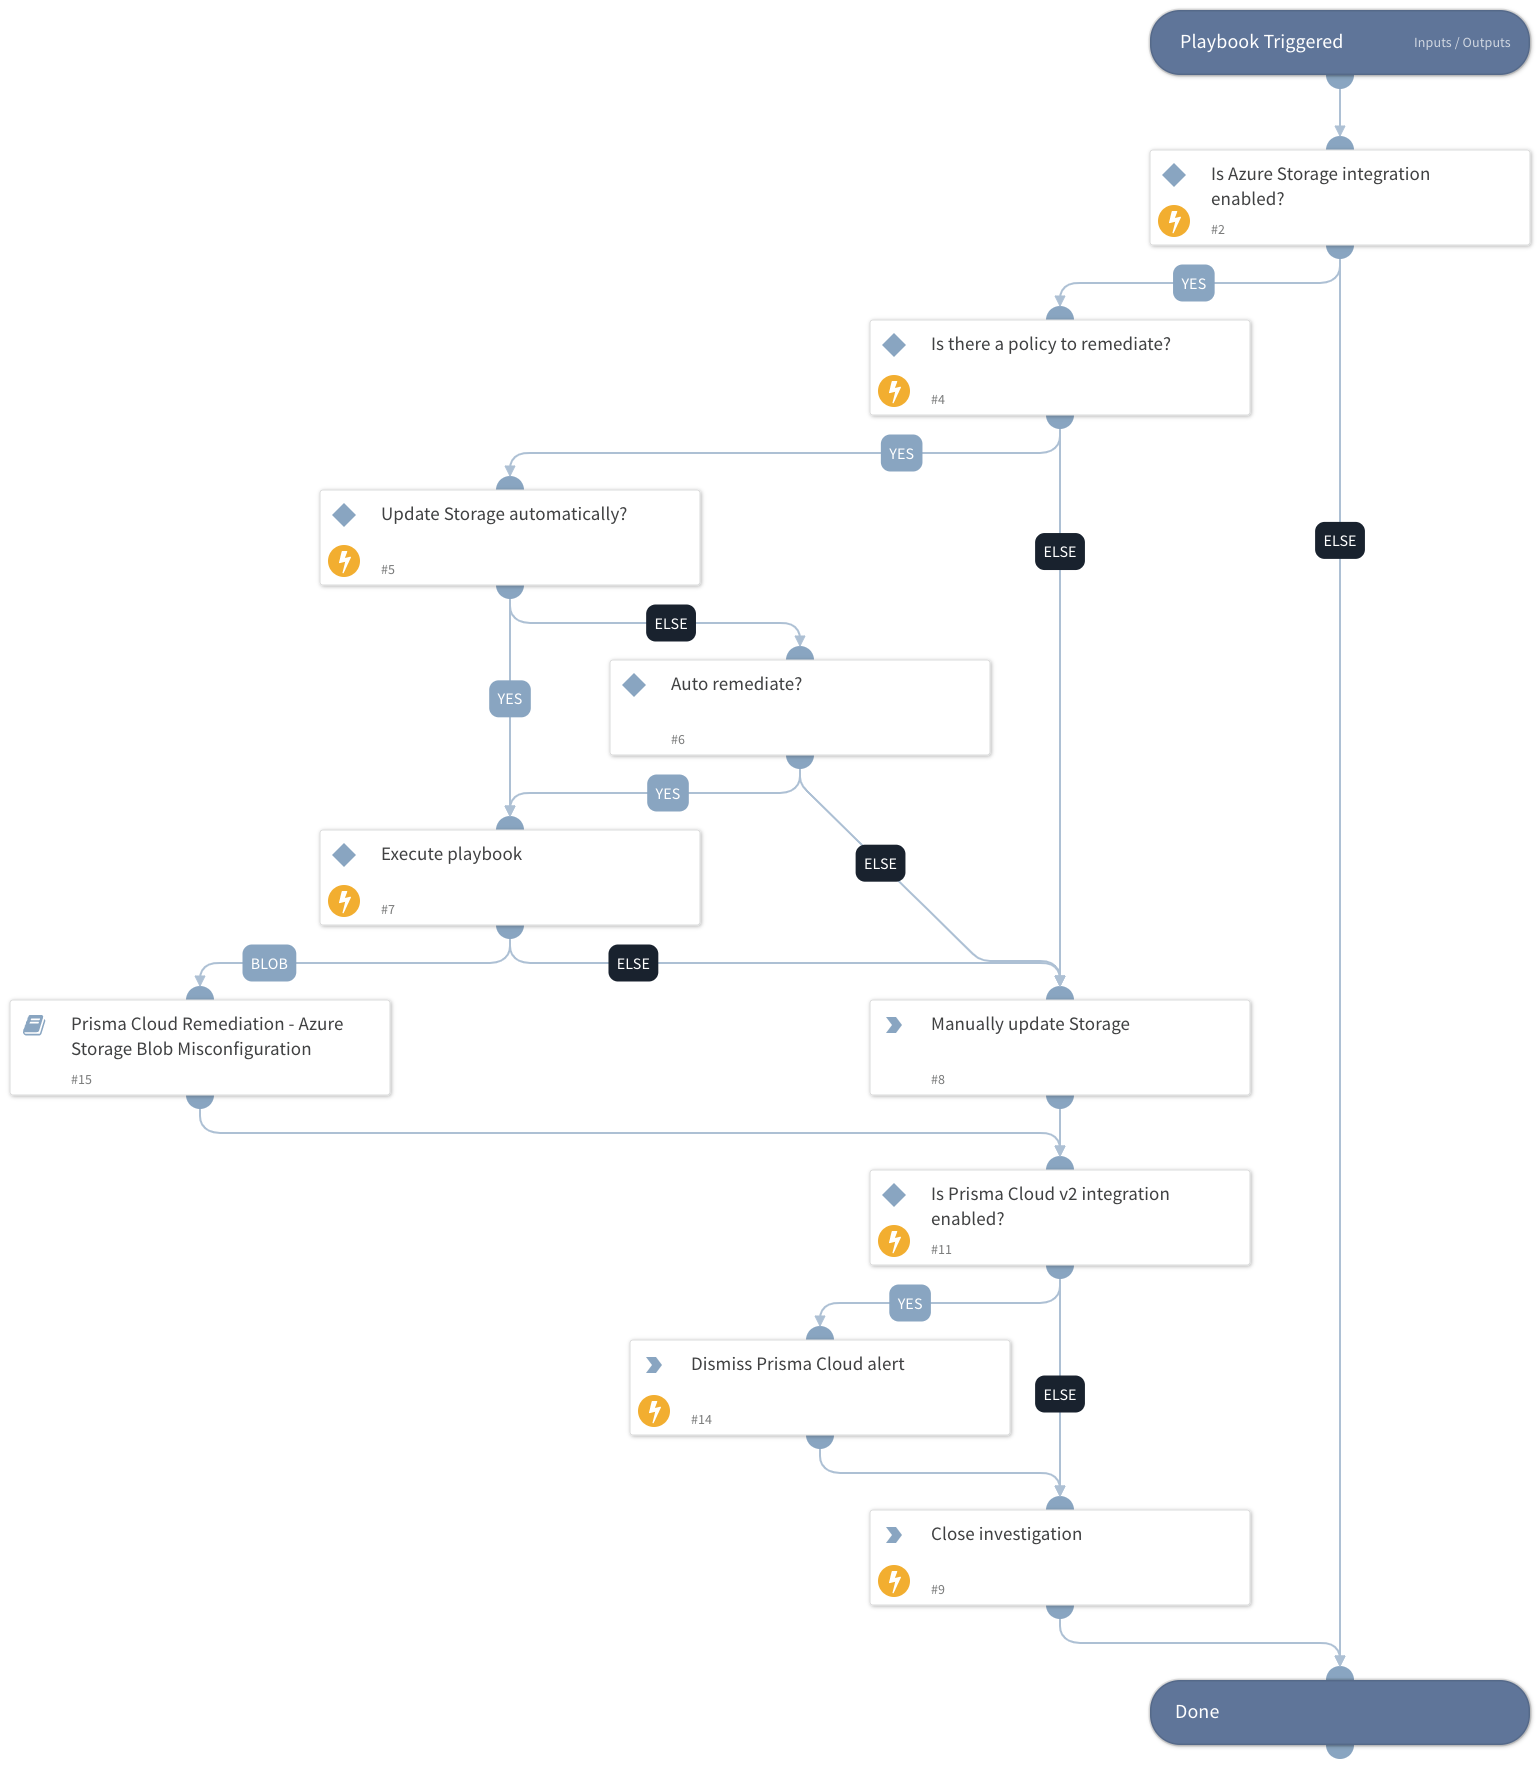 Playbook Triggered
Inputs / Outputs
Is Azure Storage integration
enabled?
#2
YES
Is there a policy to remediate?
#4
YES
Update Storage automatically?
#5
ELSE
ELSE
ELSE
Auto remediate?
#6
YES
YES
Execute playbook
#7
ELSE
BLOB
ELSE
Prisma Cloud Remediation - Azure
Storage Blob Misconfiguration
#15
Manually update Storage
#8
Is Prisma Cloud v2 integration
enabled?
#11
YES
Dismiss Prisma Cloud alert
#14
ELSE
Close investigation
#9
Done